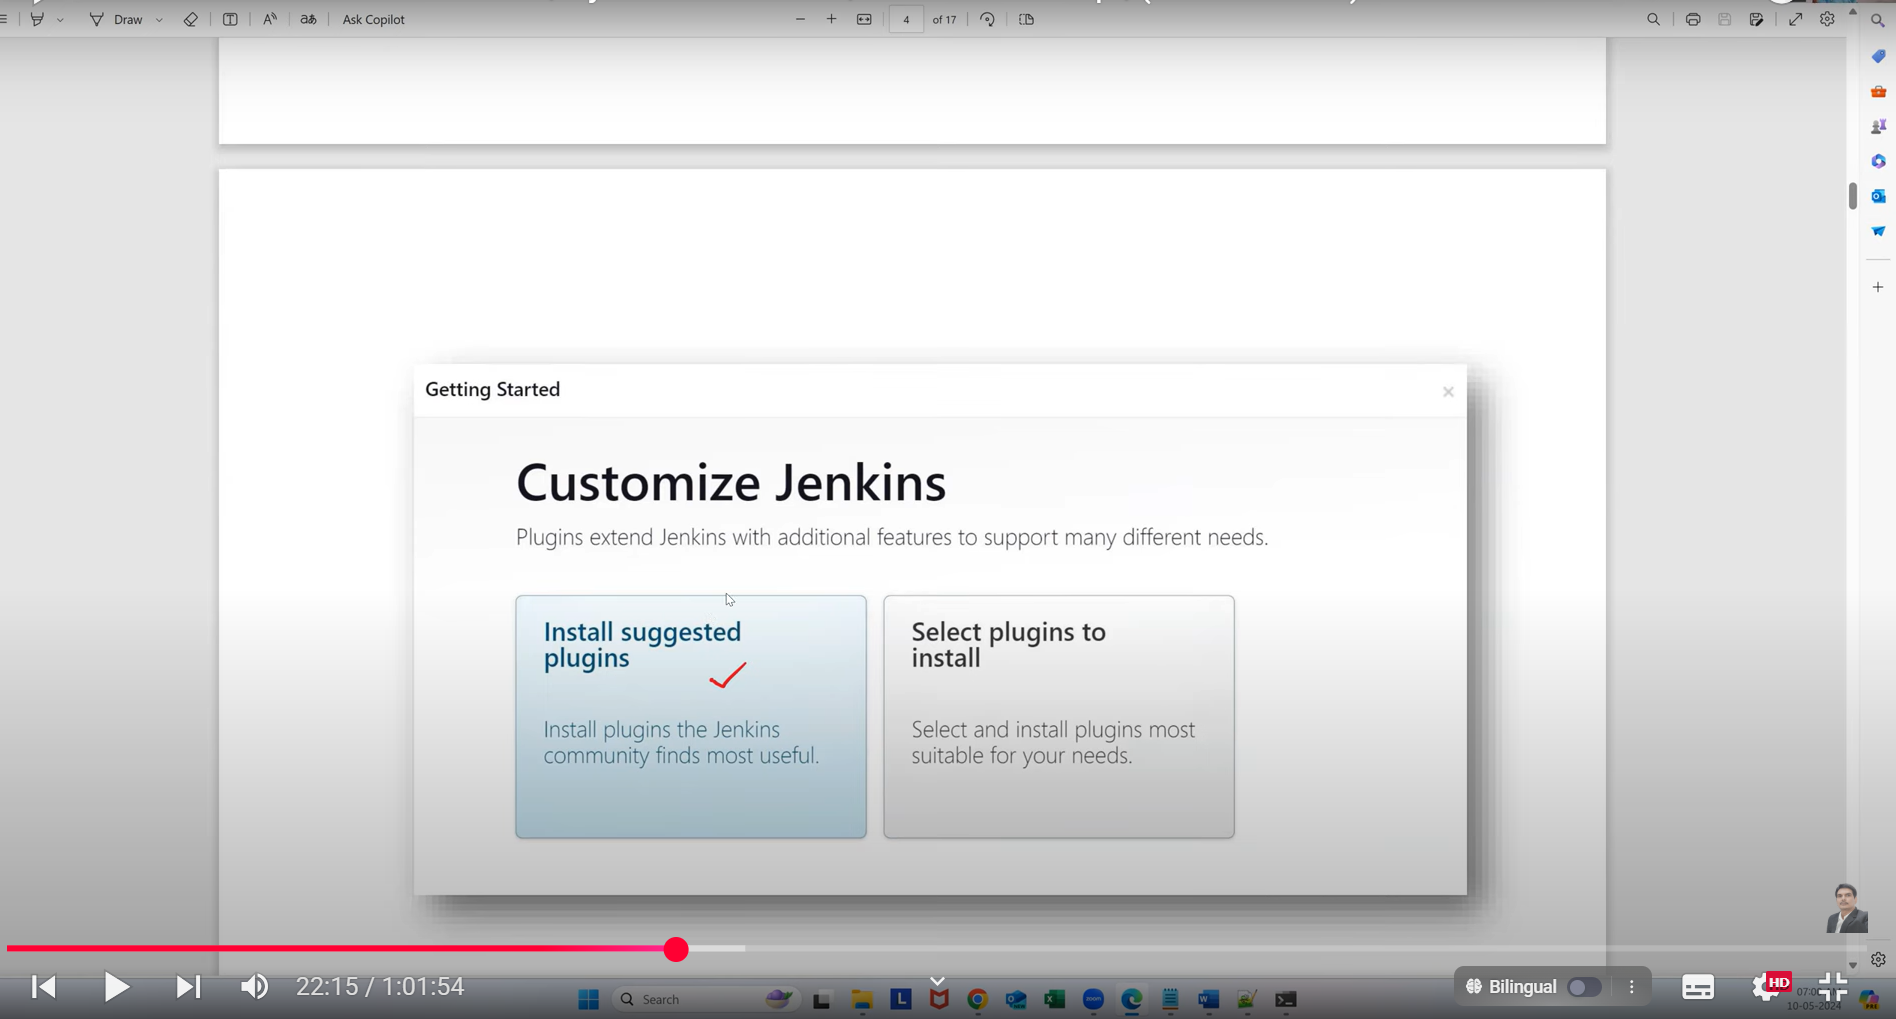 Draw
Ask Copilot
4 of 17
Getting Started
Customize Jenkins
Plugins extend Jenkins with additional features to support many different needs.
Install suggested
plugins
Install plugins the Jenkins
community finds most useful.
Select plugins to
install
Select and install plugins most
suitable for your needs.
22:15 / 1:01:54
Search
Bilingual
HD
10-05-2024